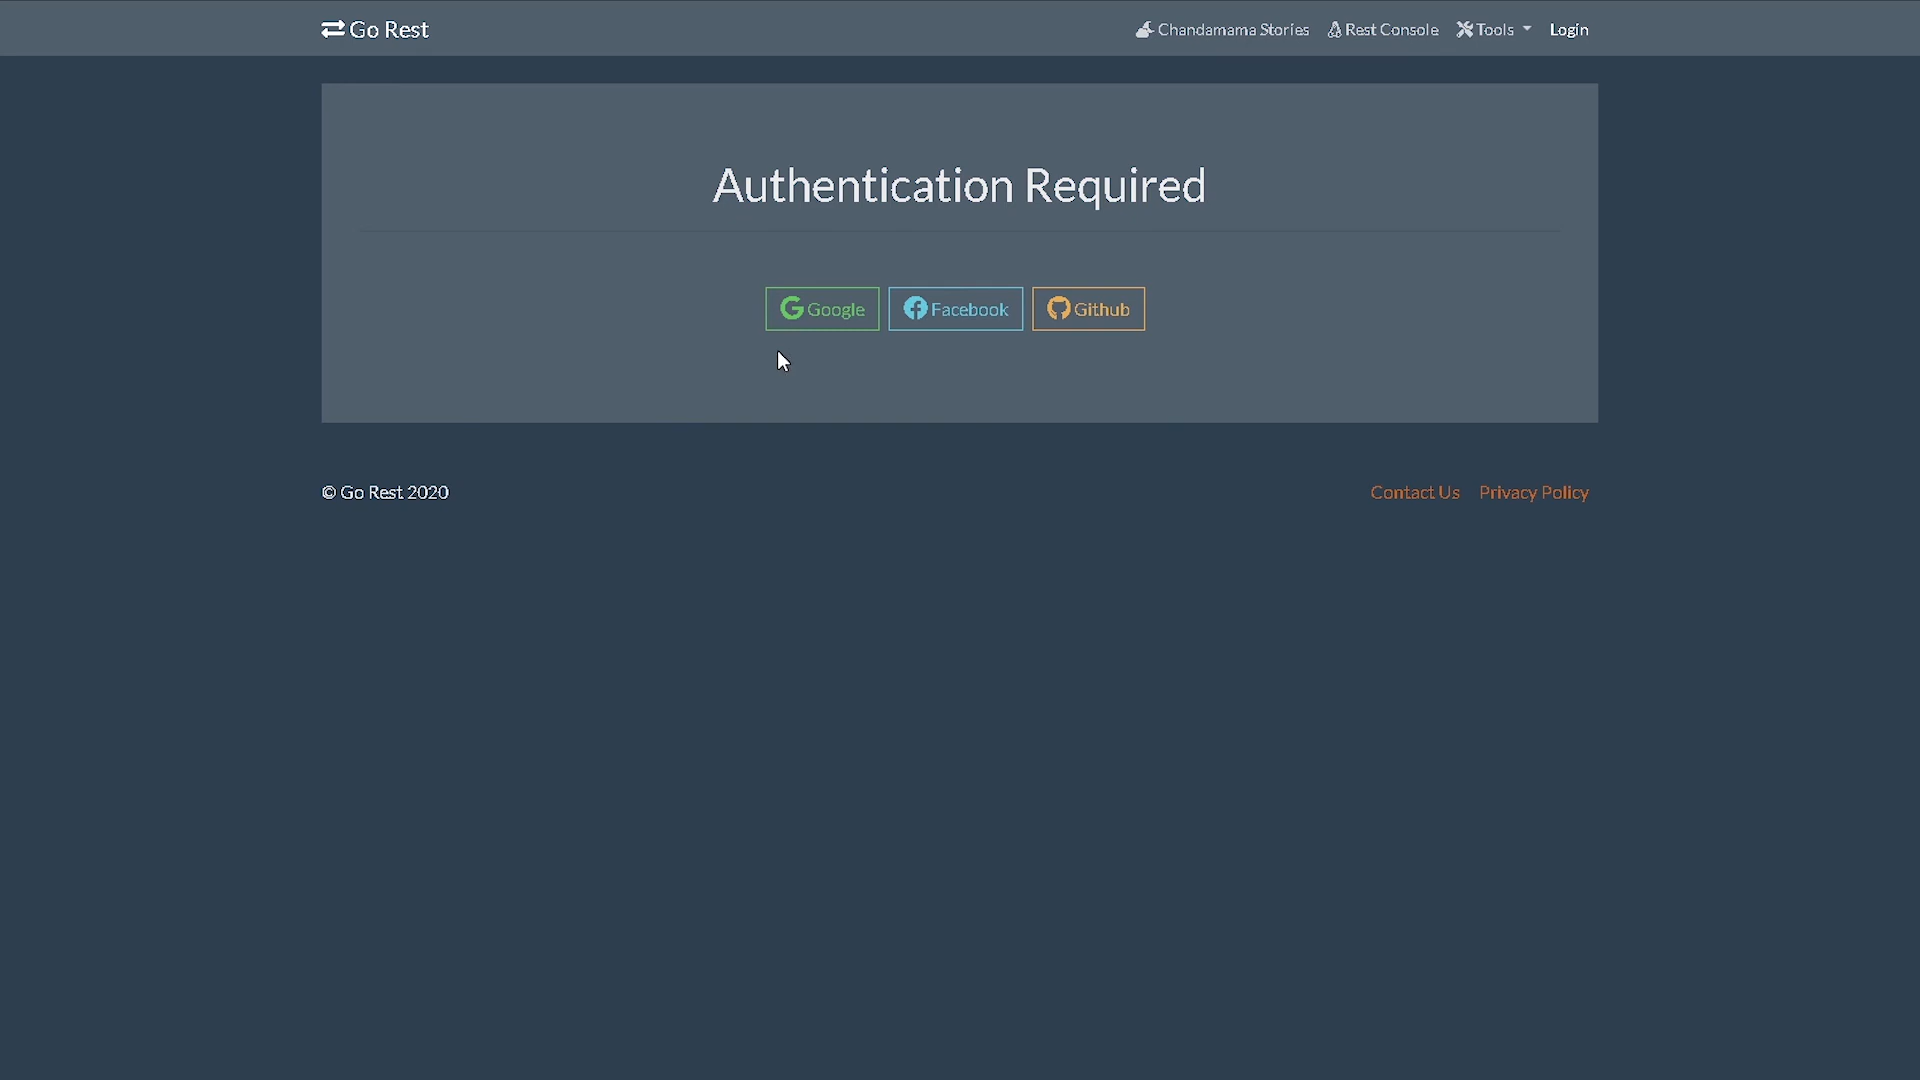 Go Rest
Chandamama Stories Rest Console Tools Login
Authentication Required
Google Facebook Github
© Go Rest 2020
Contact Us Privacy Policy